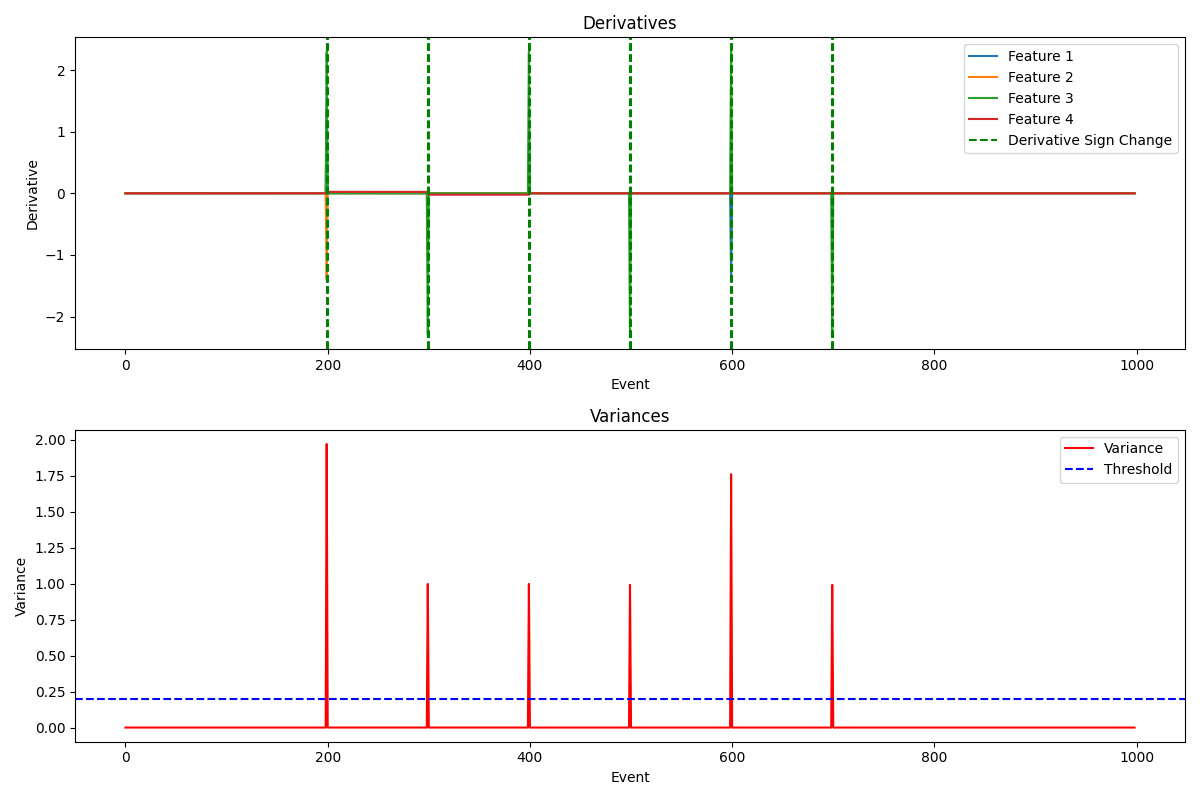 Derivatives
Derivative
2
1
0
−1
−2
Feature 1
Feature 2
Feature 3
Feature 4
Derivative Sign Change
0 200 400 600 800 1000
Event
Variances
Variance
2.00
1.75
1.50
1.25
1.00
0.75
0.50
0.25
0.00
Variance
Threshold
0 200 400 600 800 1000
Event